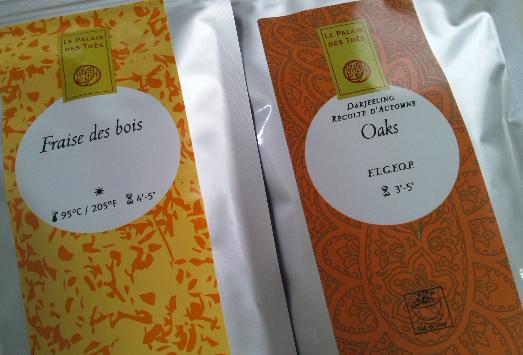 LE PALAIS
DES THÉS
Fraise des bois
95°C / 205°F 4'-5'
LE PALAIS
DES THÉS
DARJEELING
RÉCOLTE D'AUTOMNE
Oaks
F.T.G.F.O.P.
3'-5'